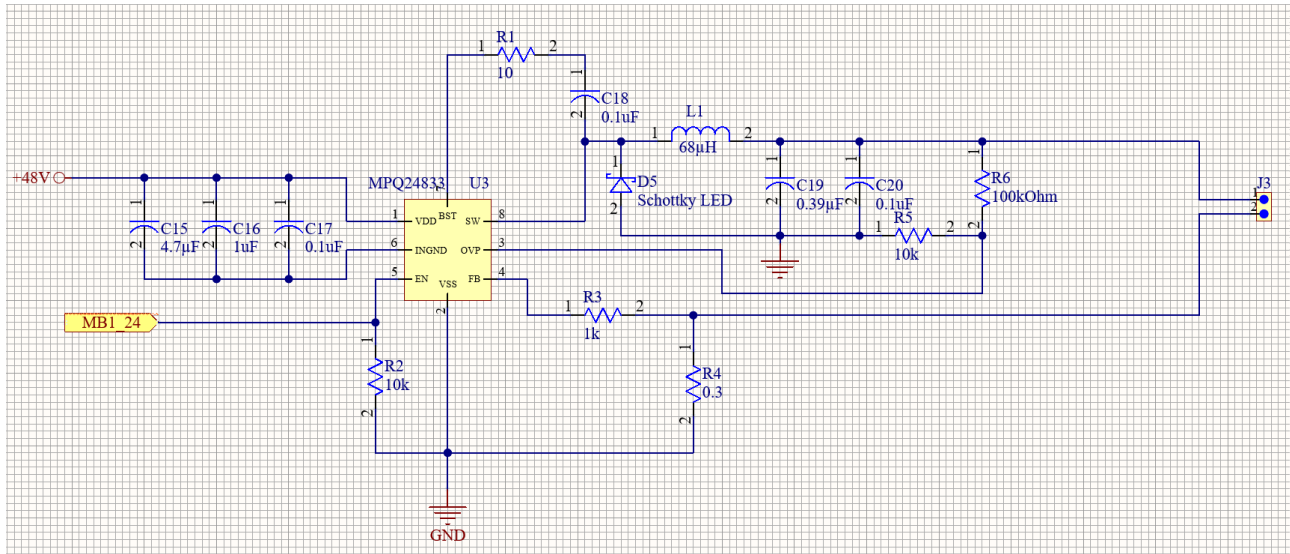 R1
1 2
10
1
C18
2 0.1uF
L1
1 2
68µH
+48V
MPQ24833 U3
7
1 VDD BST SW 8
6 INGND OVP 3
5 EN FB 4
VSS
2
1
C15
2 4.7µF
1
C16
2 1uF
1
C17
2 0.1uF
1
D5
2 Schottky LED
1
C19
2 0.39µF
1
C20
2 0.1uF
1
R6
100kOhm
2
R5
1 2
10k
J3
1
2
MB1_24
R3
1 2
1k
1
R2
10k
2
1
R4
0.3
2
GND